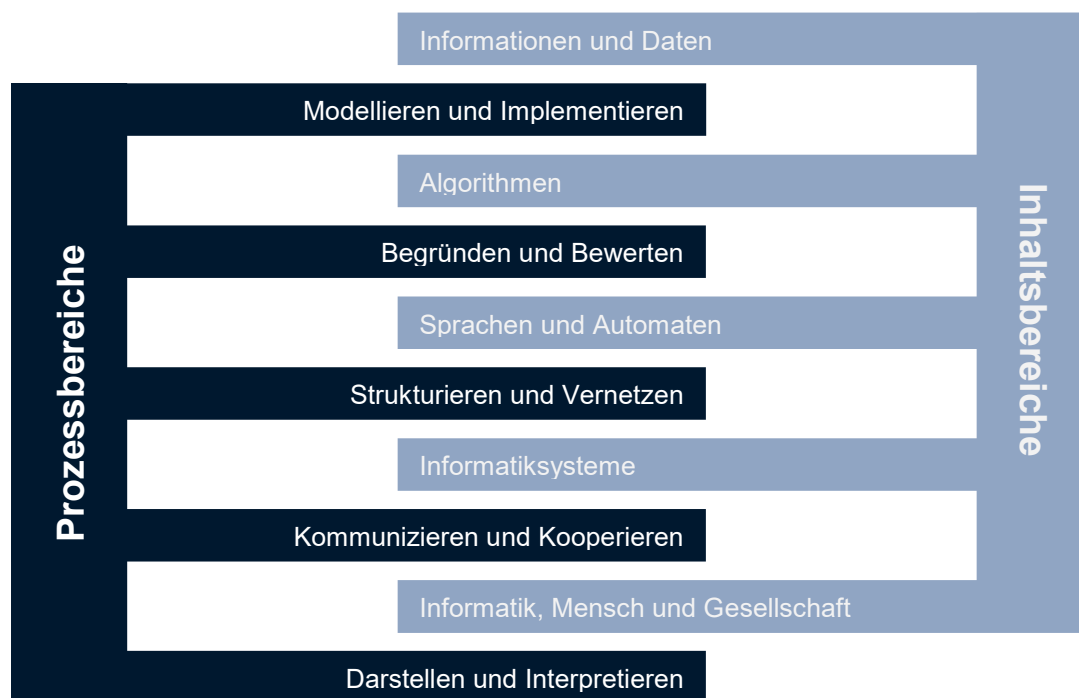 Informationen und Daten
Modellieren und Implementieren
Algorithmen
Begründen und Bewerten
Sprachen und Automaten
Strukturieren und Vernetzen
Informatiksysteme
Kommunizieren und Kooperieren
Informatik, Mensch und Gesellschaft
Darstellen und Interpretieren
Prozessbereiche
Inhaltsbereiche